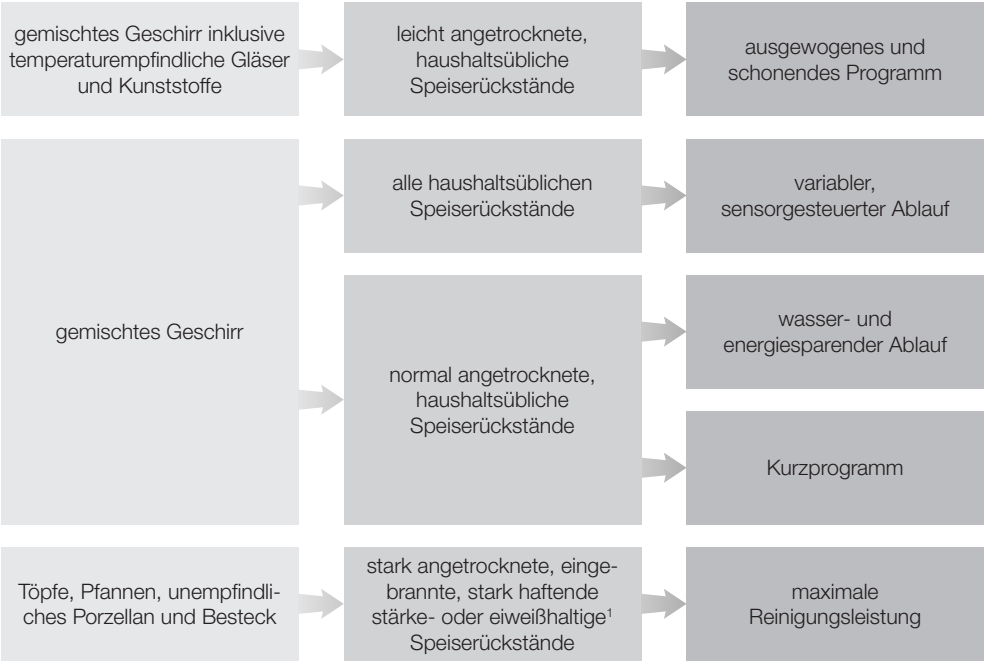 gemischtes Geschirr inklusive
temperaturempfindliche Gläser
und Kunststoffe
leicht angetrocknete,
haushaltsübliche
Speiserückstände
ausgewogenes und
schonendes Programm
gemischtes Geschirr
alle haushaltsüblichen
Speiserückstände
variabler,
sensorgesteuerter Ablauf
normal angetrocknete,
haushaltsübliche
Speiserückstände
wasser- und
energiesparender Ablauf
Kurzprogramm
Töpfe, Pfannen, unempfindli-
ches Porzellan und Besteck
stark angetrocknete, einge-
brannte, stark haftende
stärke- oder eiweißhaltige¹
Speiserückstände
maximale
Reinigungsleistung